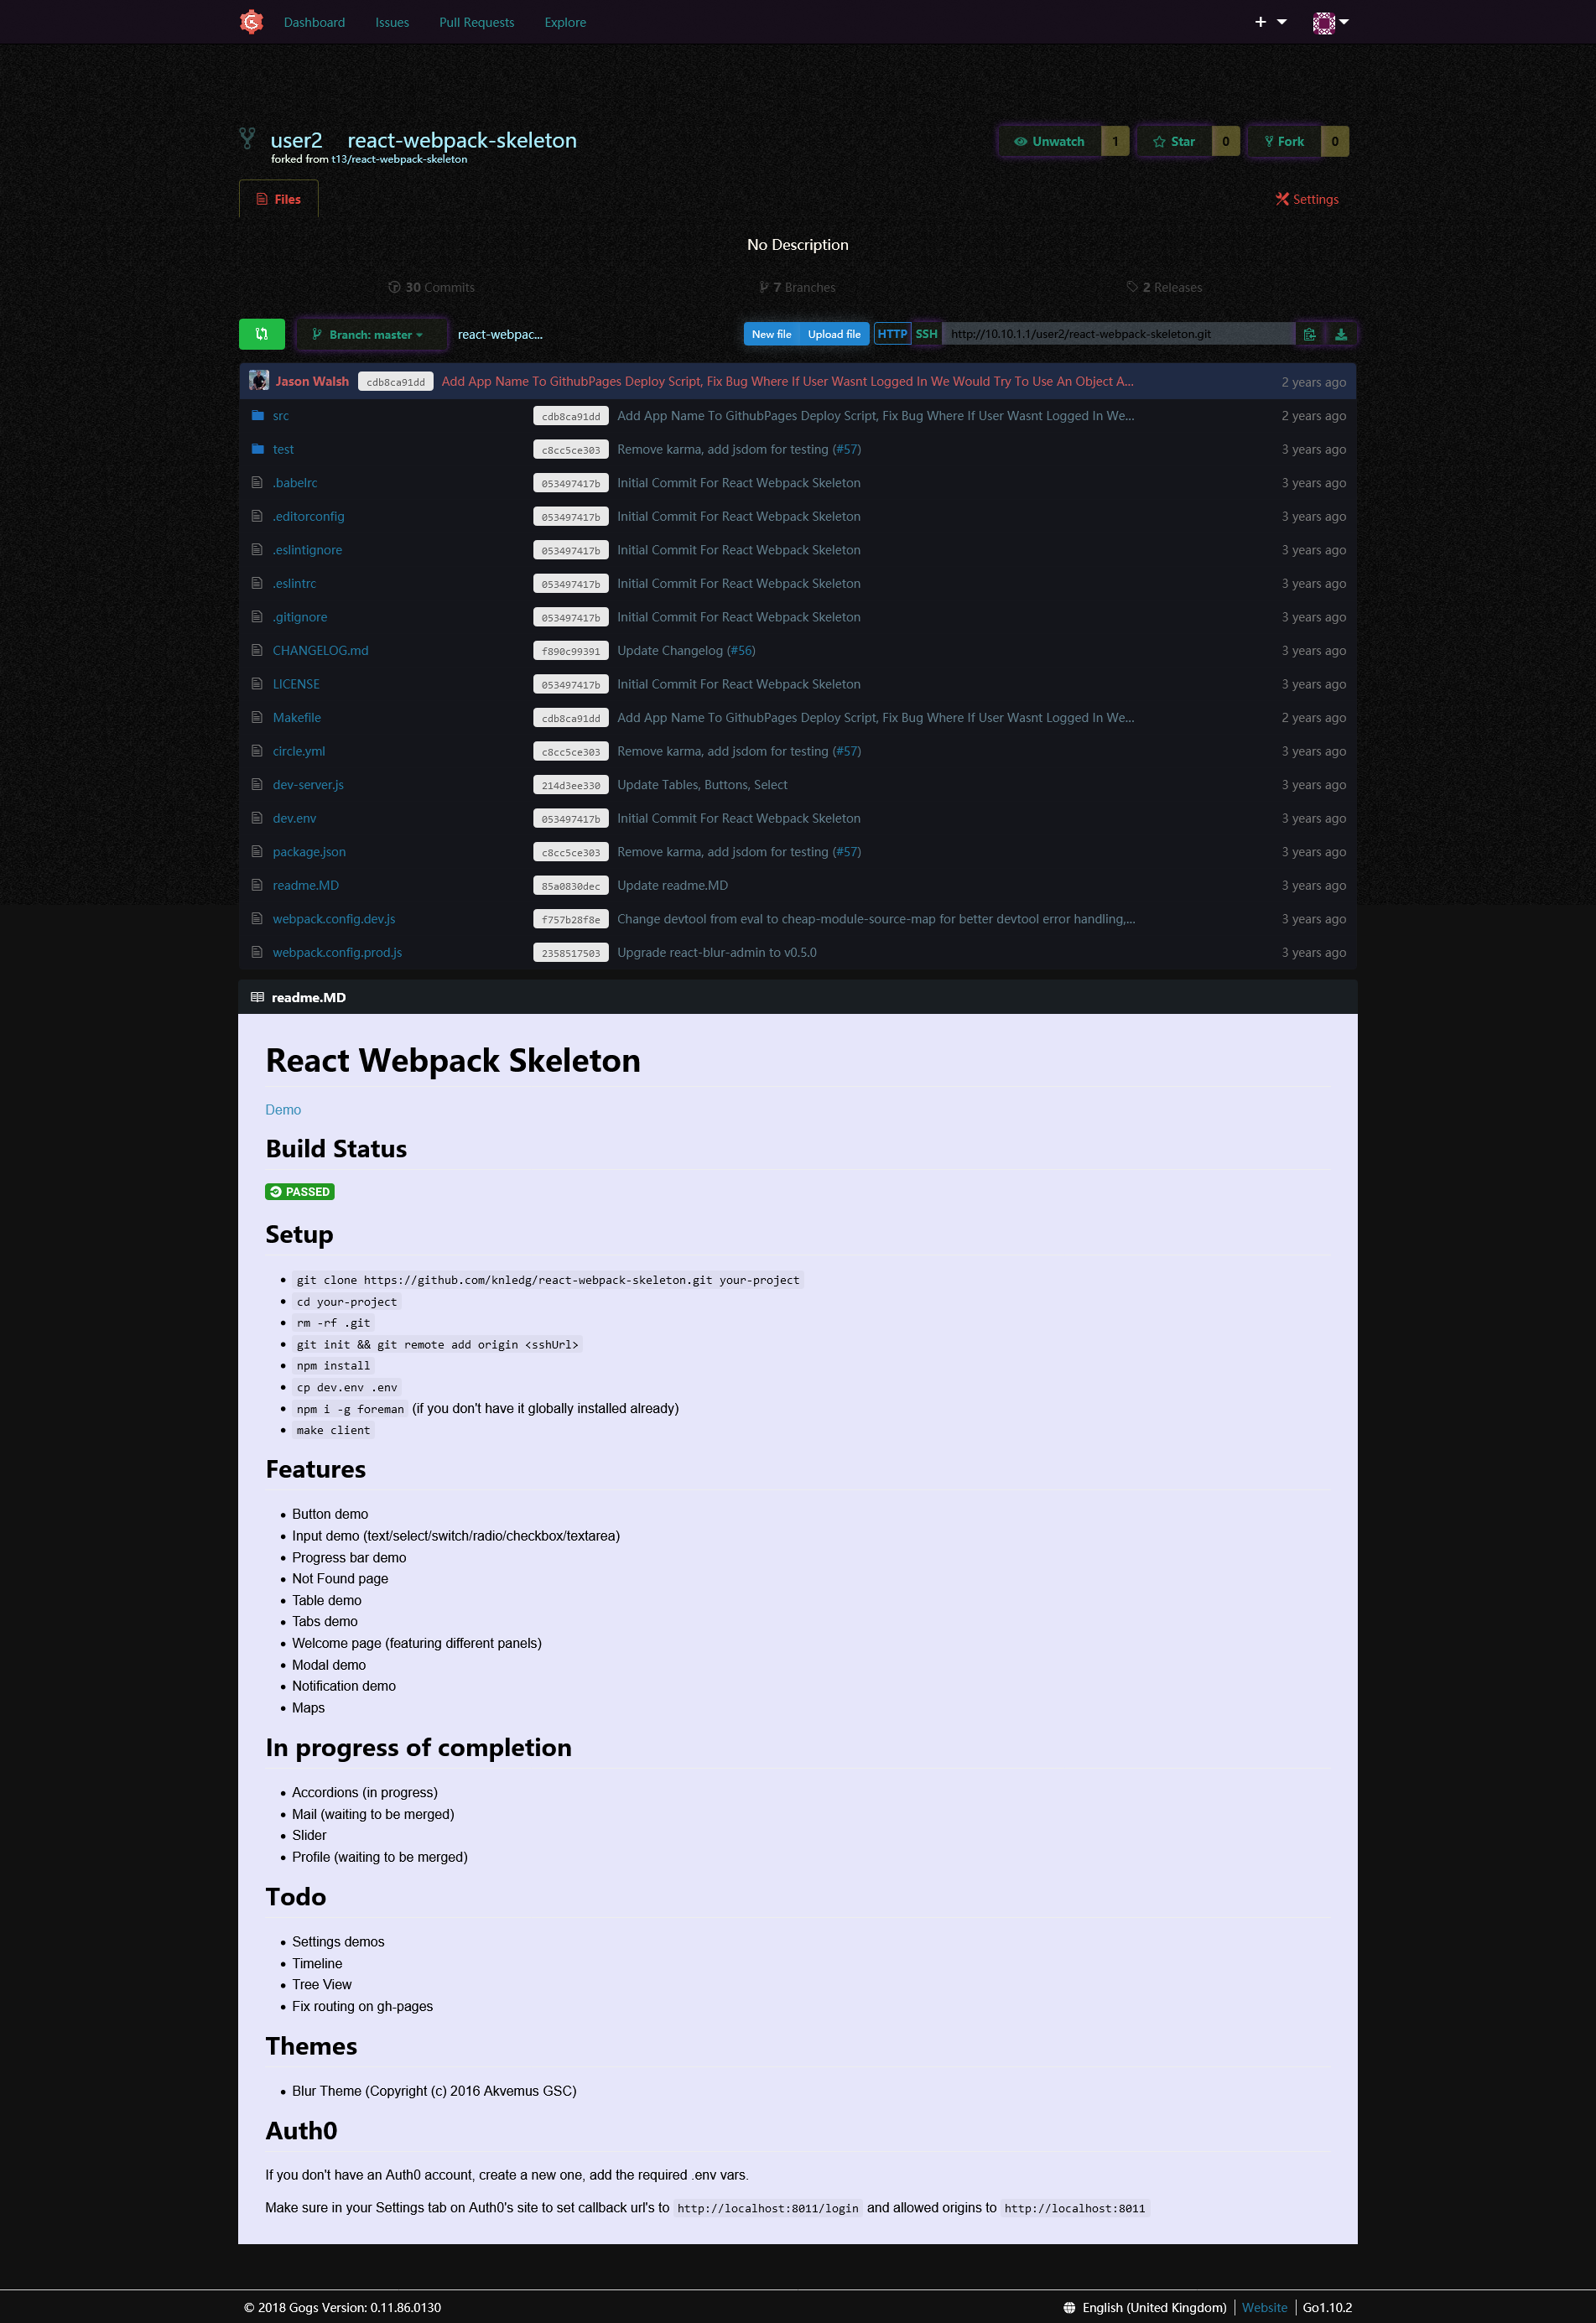 Dashboard Issues Pull Requests Explore
user2 react-webpack-skeleton
Unwatch 1 Star 0 Fork 0
forked from t13/react-webpack-skeleton
Files Settings
No Description
30 Commits 7 Branches 2 Releases
Branch: master react-webpac... New file Upload file HTTP SSH http://10.10.1.1/user2/react-webpack-skeleton.git
Jason Walsh cdb8ca91dd Add App Name To GithubPages Deploy Script, Fix Bug Where If User Wasnt Logged In We Would Try To Use An Object A... 2 years ago
src cdb8ca91dd Add App Name To GithubPages Deploy Script, Fix Bug Where If User Wasnt Logged In We... 2 years ago
test c8cc5ce303 Remove karma, add jsdom for testing (#57) 3 years ago
.babelrc 053497417b Initial Commit For React Webpack Skeleton 3 years ago
.editorconfig 053497417b Initial Commit For React Webpack Skeleton 3 years ago
.eslintignore 053497417b Initial Commit For React Webpack Skeleton 3 years ago
.eslintrc 053497417b Initial Commit For React Webpack Skeleton 3 years ago
.gitignore 053497417b Initial Commit For React Webpack Skeleton 3 years ago
CHANGELOG.md f890c99391 Update Changelog (#56) 3 years ago
LICENSE 053497417b Initial Commit For React Webpack Skeleton 3 years ago
Makefile cdb8ca91dd Add App Name To GithubPages Deploy Script, Fix Bug Where If User Wasnt Logged In We... 2 years ago
circle.yml c8cc5ce303 Remove karma, add jsdom for testing (#57) 3 years ago
dev-server.js 214d3ee330 Update Tables, Buttons, Select 3 years ago
dev.env 053497417b Initial Commit For React Webpack Skeleton 3 years ago
package.json c8cc5ce303 Remove karma, add jsdom for testing (#57) 3 years ago
readme.MD 85a0830dec Update readme.MD 3 years ago
webpack.config.dev.js f757b28f8e Change devtool from eval to cheap-module-source-map for better devtool error handling,... 3 years ago
webpack.config.prod.js 2358517503 Upgrade react-blur-admin to v0.5.0 3 years ago
readme.MD
React Webpack Skeleton
Demo
Build Status
PASSED
Setup
• git clone https://github.com/knledg/react-webpack-skeleton.git your-project
• cd your-project
• rm -rf .git
• git init && git remote add origin <sshUrl>
• npm install
• cp dev.env .env
• npm i -g foreman (if you don't have it globally installed already)
• make client
Features
• Button demo
• Input demo (text/select/switch/radio/checkbox/textarea)
• Progress bar demo
• Not Found page
• Table demo
• Tabs demo
• Welcome page (featuring different panels)
• Modal demo
• Notification demo
• Maps
In progress of completion
• Accordions (in progress)
• Mail (waiting to be merged)
• Slider
• Profile (waiting to be merged)
Todo
• Settings demos
• Timeline
• Tree View
• Fix routing on gh-pages
Themes
• Blur Theme (Copyright (c) 2016 Akvemus GSC)
Auth0
If you don't have an Auth0 account, create a new one, add the required .env vars.
Make sure in your Settings tab on Auth0's site to set callback url's to http://localhost:8011/login and allowed origins to http://localhost:8011
© 2018 Gogs Version: 0.11.86.0130 English (United Kingdom) Website Go1.10.2